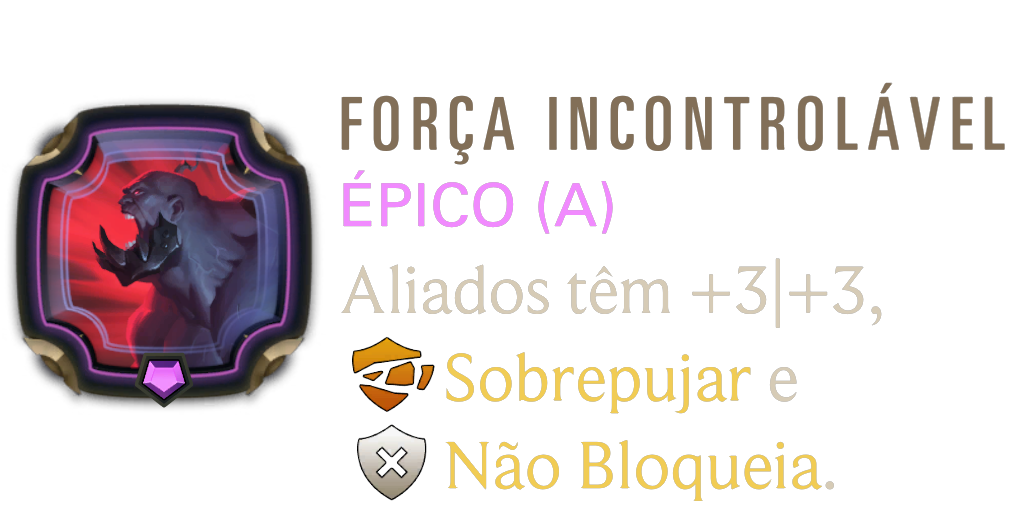 FORÇA INCONTROLÁVEL
ÉPICO (A)
Aliados têm +3|+3,
Sobrepujar e
Não Bloqueia.